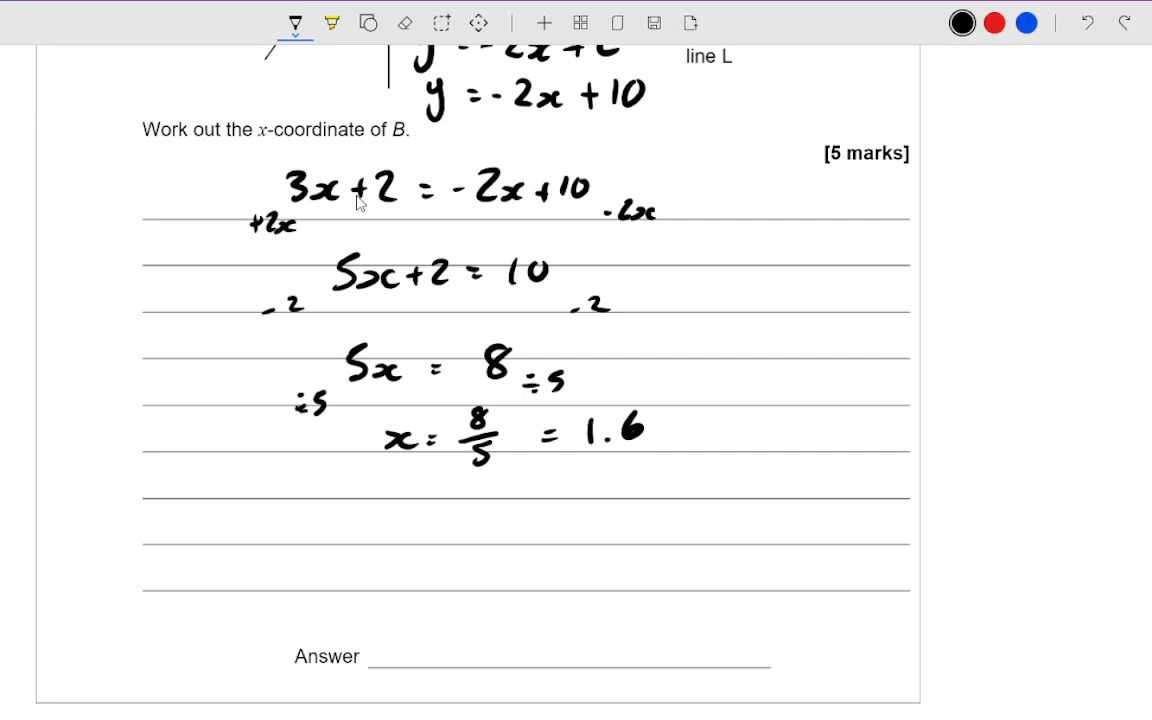 y = -2x + c
line L
y = -2x + 10
Work out the x-coordinate of B.
[5 marks]
3x + 2 = -2x + 10
+2x -2x
5x + 2 = 10
-2 -2
5x = 8
÷5 ÷5
x = 8/5 = 1.6
Answer